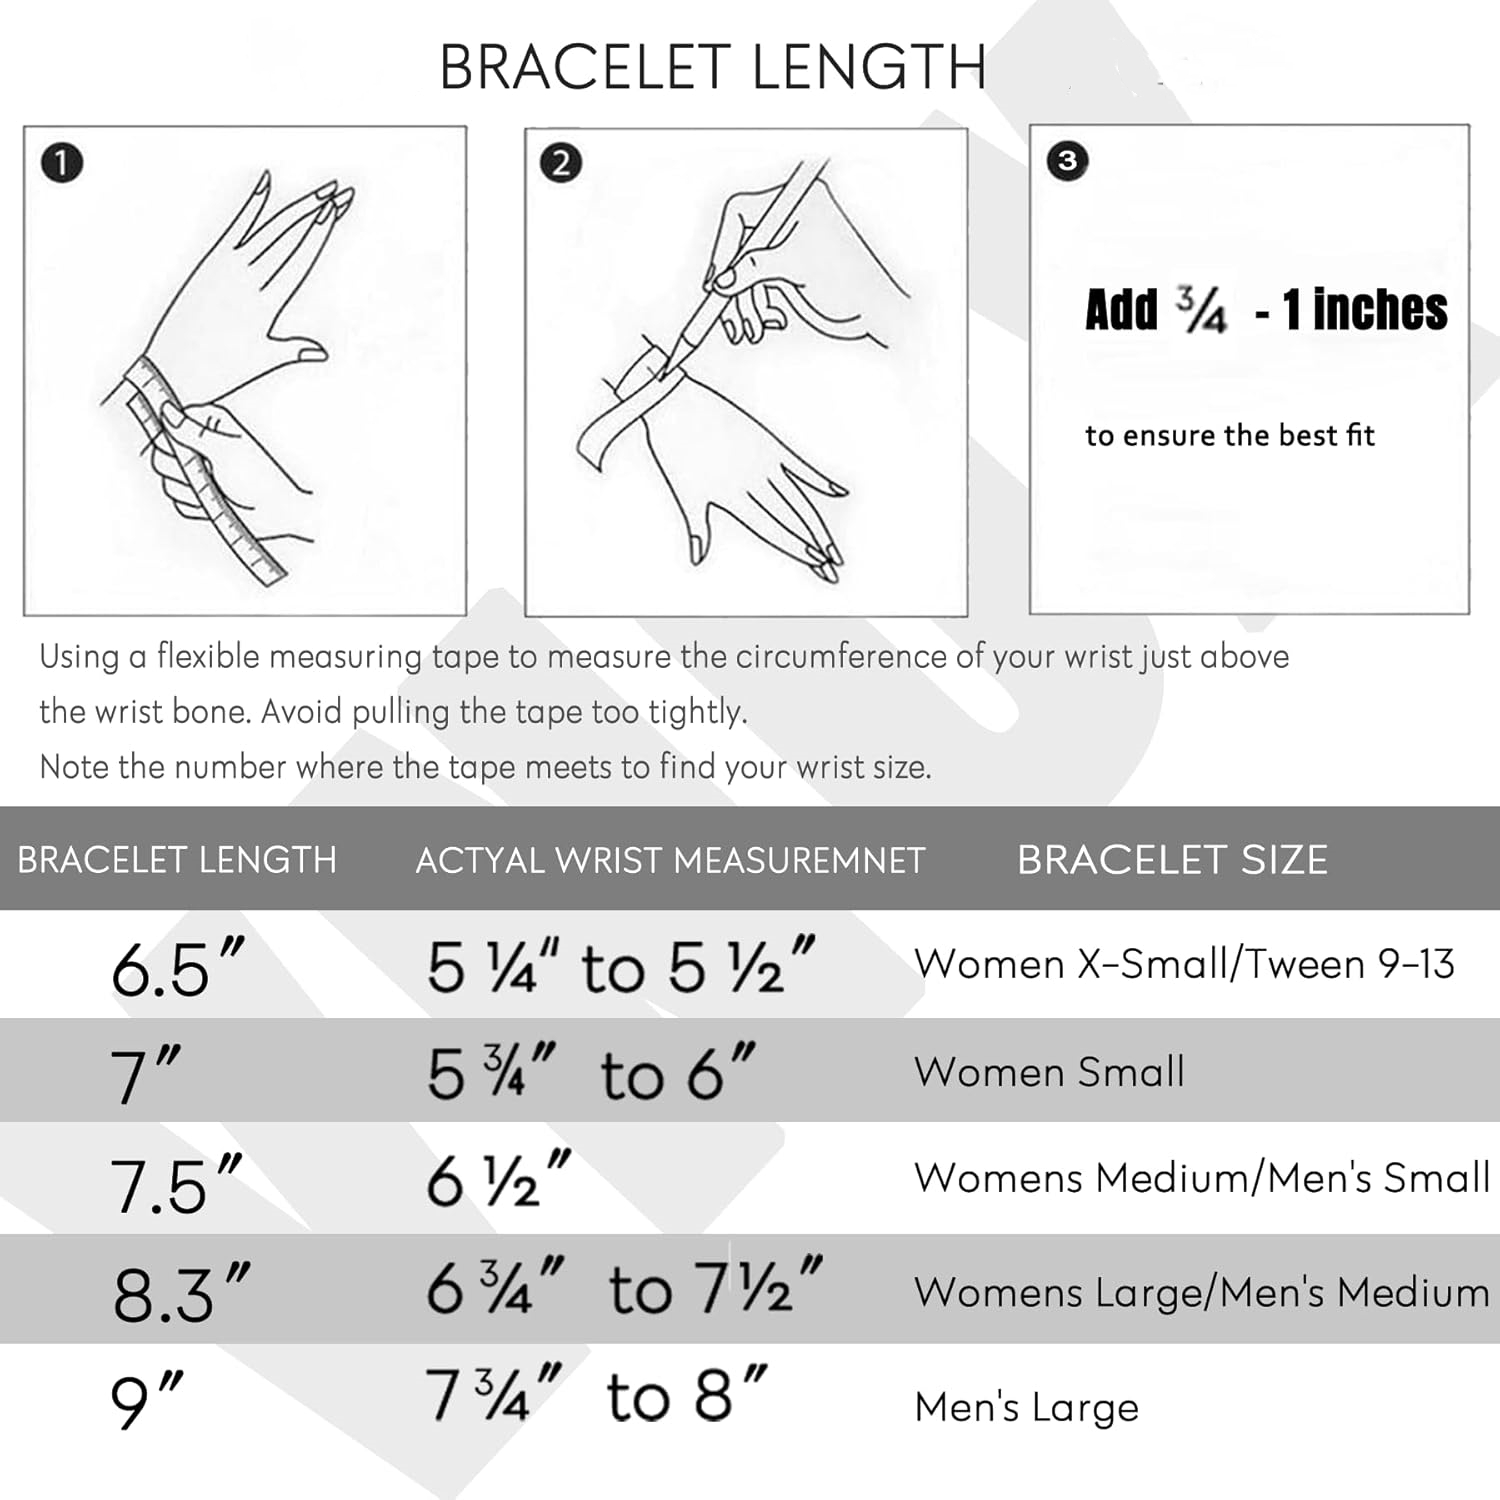 BRACELET LENGTH
1
2
3
Add ¾ - 1 inches
to ensure the best fit
Using a flexible measuring tape to measure the circumference of your wrist just above
the wrist bone. Avoid pulling the tape too tightly.
Note the number where the tape meets to find your wrist size.
BRACELET LENGTH ACTYAL WRIST MEASUREMNET BRACELET SIZE
6.5" 5 ¼" to 5 ½" Women X-Small/Tween 9-13
7" 5 ¾" to 6" Women Small
7.5" 6 ½" Womens Medium/Men's Small
8.3" 6 ¾" to 7 ½" Womens Large/Men's Medium
9" 7 ¾" to 8" Men's Large